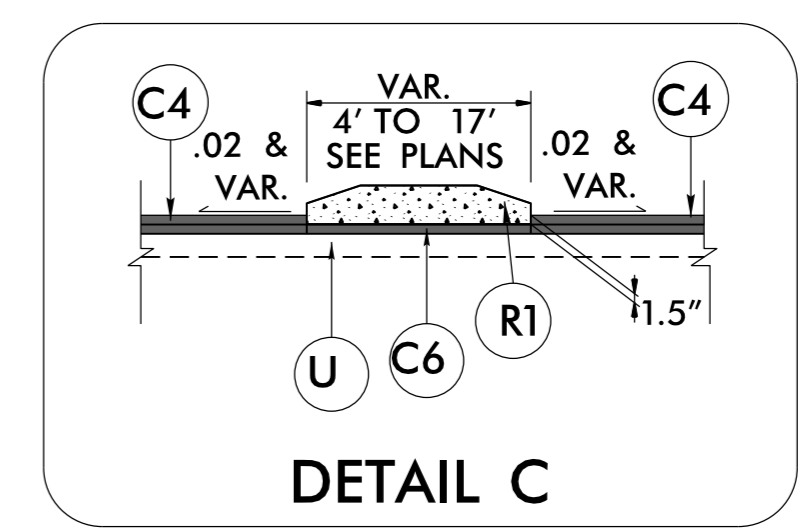 VAR.
C4
C4
4' TO 17'
.02 &
.02 &
SEE PLANS
VAR.
VAR.
1.5"
R1
C6
U
DETAIL C